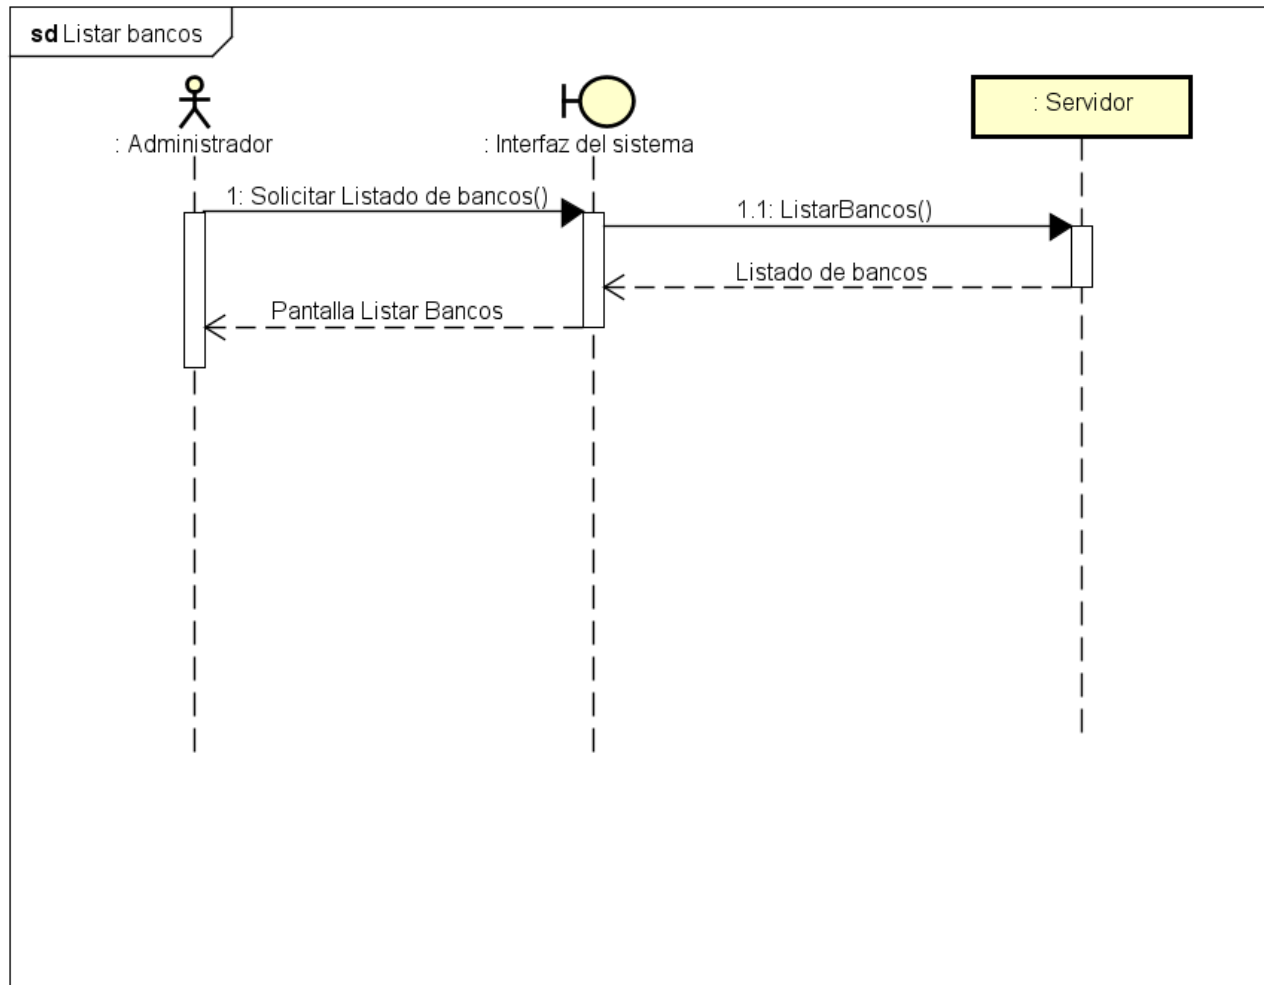 sd Listar bancos
: Administrador
: Interfaz del sistema
: Servidor
1: Solicitar Listado de bancos()
1.1: ListarBancos()
Listado de bancos
Pantalla Listar Bancos